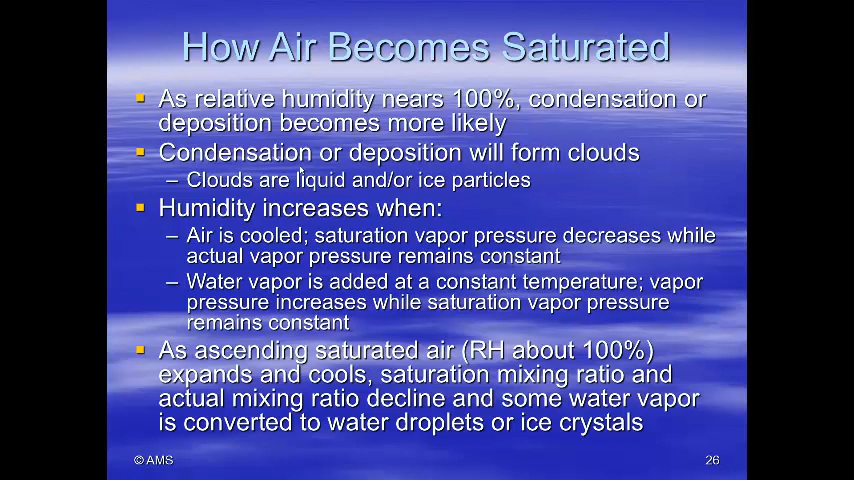 How Air Becomes Saturated
▪ As relative humidity nears 100%, condensation or
deposition becomes more likely
▪ Condensation or deposition will form clouds
– Clouds are liquid and/or ice particles
▪ Humidity increases when:
– Air is cooled; saturation vapor pressure decreases while
actual vapor pressure remains constant
– Water vapor is added at a constant temperature; vapor
pressure increases while saturation vapor pressure
remains constant
▪ As ascending saturated air (RH about 100%)
expands and cools, saturation mixing ratio and
actual mixing ratio decline and some water vapor
is converted to water droplets or ice crystals
© AMS
26